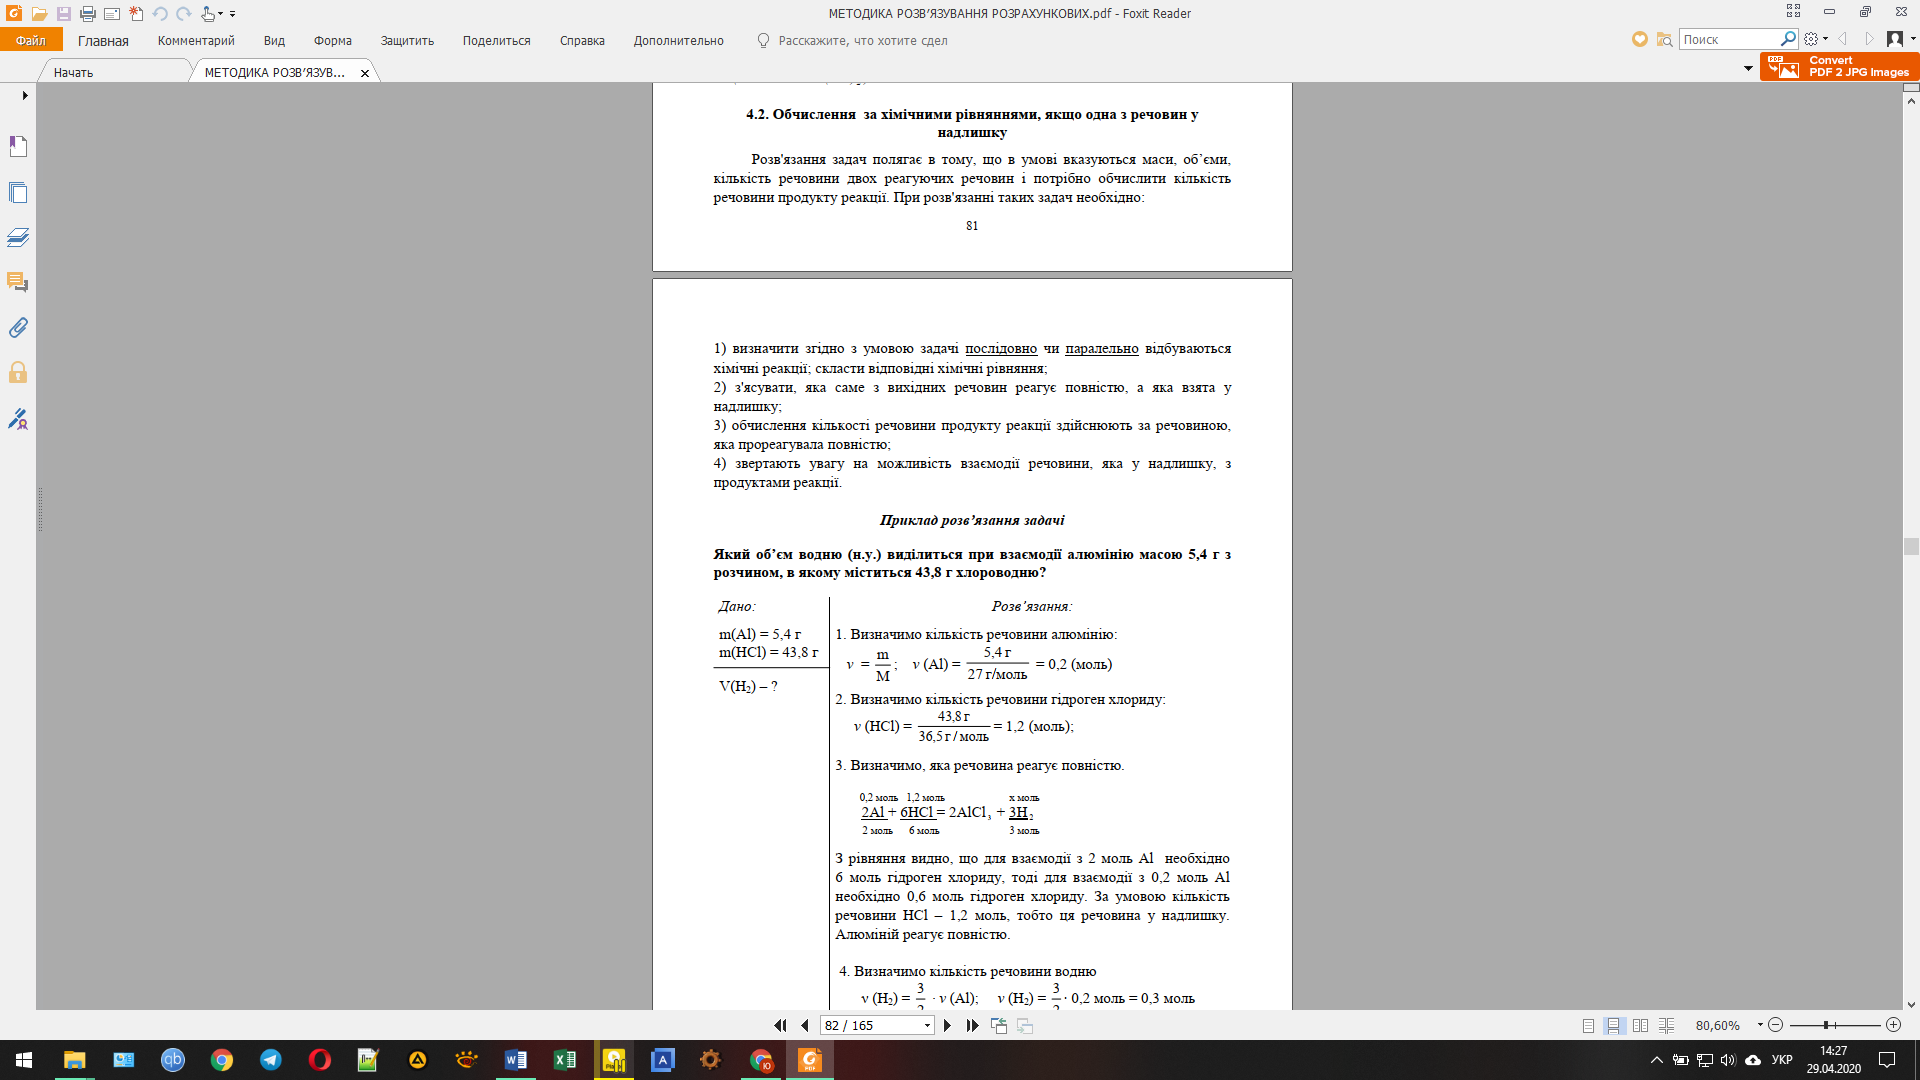 МЕТОДИКА РОЗВ'ЯЗУВАННЯ РОЗРАХУНКОВИХ.pdf - Foxit Reader
Файл Главная Комментарий Вид Форма Защитить Поделиться Справка Дополнительно Расскажите, что хотите сдел Поиск
Начать МЕТОДИКА РОЗВ'ЯЗУВ...
Convert
PDF 2 JPG Images
4.2. Обчислення за хімічними рівняннями, якщо одна з речовин у
надлишку
Розв'язання задач полягає в тому, що в умові вказуються маси, об’єми,
кількість речовини двох реагуючих речовин і потрібно обчислити кількість
речовини продукту реакції. При розв'язанні таких задач необхідно:
81
1) визначити згідно з умовою задачі послідовно чи паралельно відбуваються
хімічні реакції; скласти відповідні хімічні рівняння;
2) з'ясувати, яка саме з вихідних речовин реагує повністю, а яка взята у
надлишку;
3) обчислення кількості речовини продукту реакції здійснюють за речовиною,
яка прореагувала повністю;
4) звертають увагу на можливість взаємодії речовини, яка у надлишку, з
продуктами реакції.
Приклад розв’язання задачі
Який об’єм водню (н.у.) виділиться при взаємодії алюмінію масою 5,4 г з
розчином, в якому міститься 43,8 г хлороводню?
Дано:
m(Al) = 5,4 г
m(HCl) = 43,8 г
V(H₂) – ?
Розв’язання:
1. Визначимо кількість речовини алюмінію:
ν = m/M ; ν (Al) = 5,4 г / 27 г/моль = 0,2 (моль)
2. Визначимо кількість речовини гідроген хлориду:
ν (HCl) = 43,8 г / 36,5 г / моль = 1,2 (моль);
3. Визначимо, яка речовина реагує повністю.
0,2 моль 1,2 моль х моль
2Al + 6HCl = 2AlCl₃ + 3H₂
2 моль 6 моль 3 моль
З рівняння видно, що для взаємодії з 2 моль Al необхідно
6 моль гідроген хлориду, тоді для взаємодії з 0,2 моль Al
необхідно 0,6 моль гідроген хлориду. За умовою кількість
речовини HCl – 1,2 моль, тобто ця речовина у надлишку.
Алюміній реагує повністю.
4. Визначимо кількість речовини водню
ν (H₂) = 3/2 · ν (Al); ν (H₂) = 3/2 · 0,2 моль = 0,3 моль
82 / 165 80,60%
УКР 14:27
29.04.2020